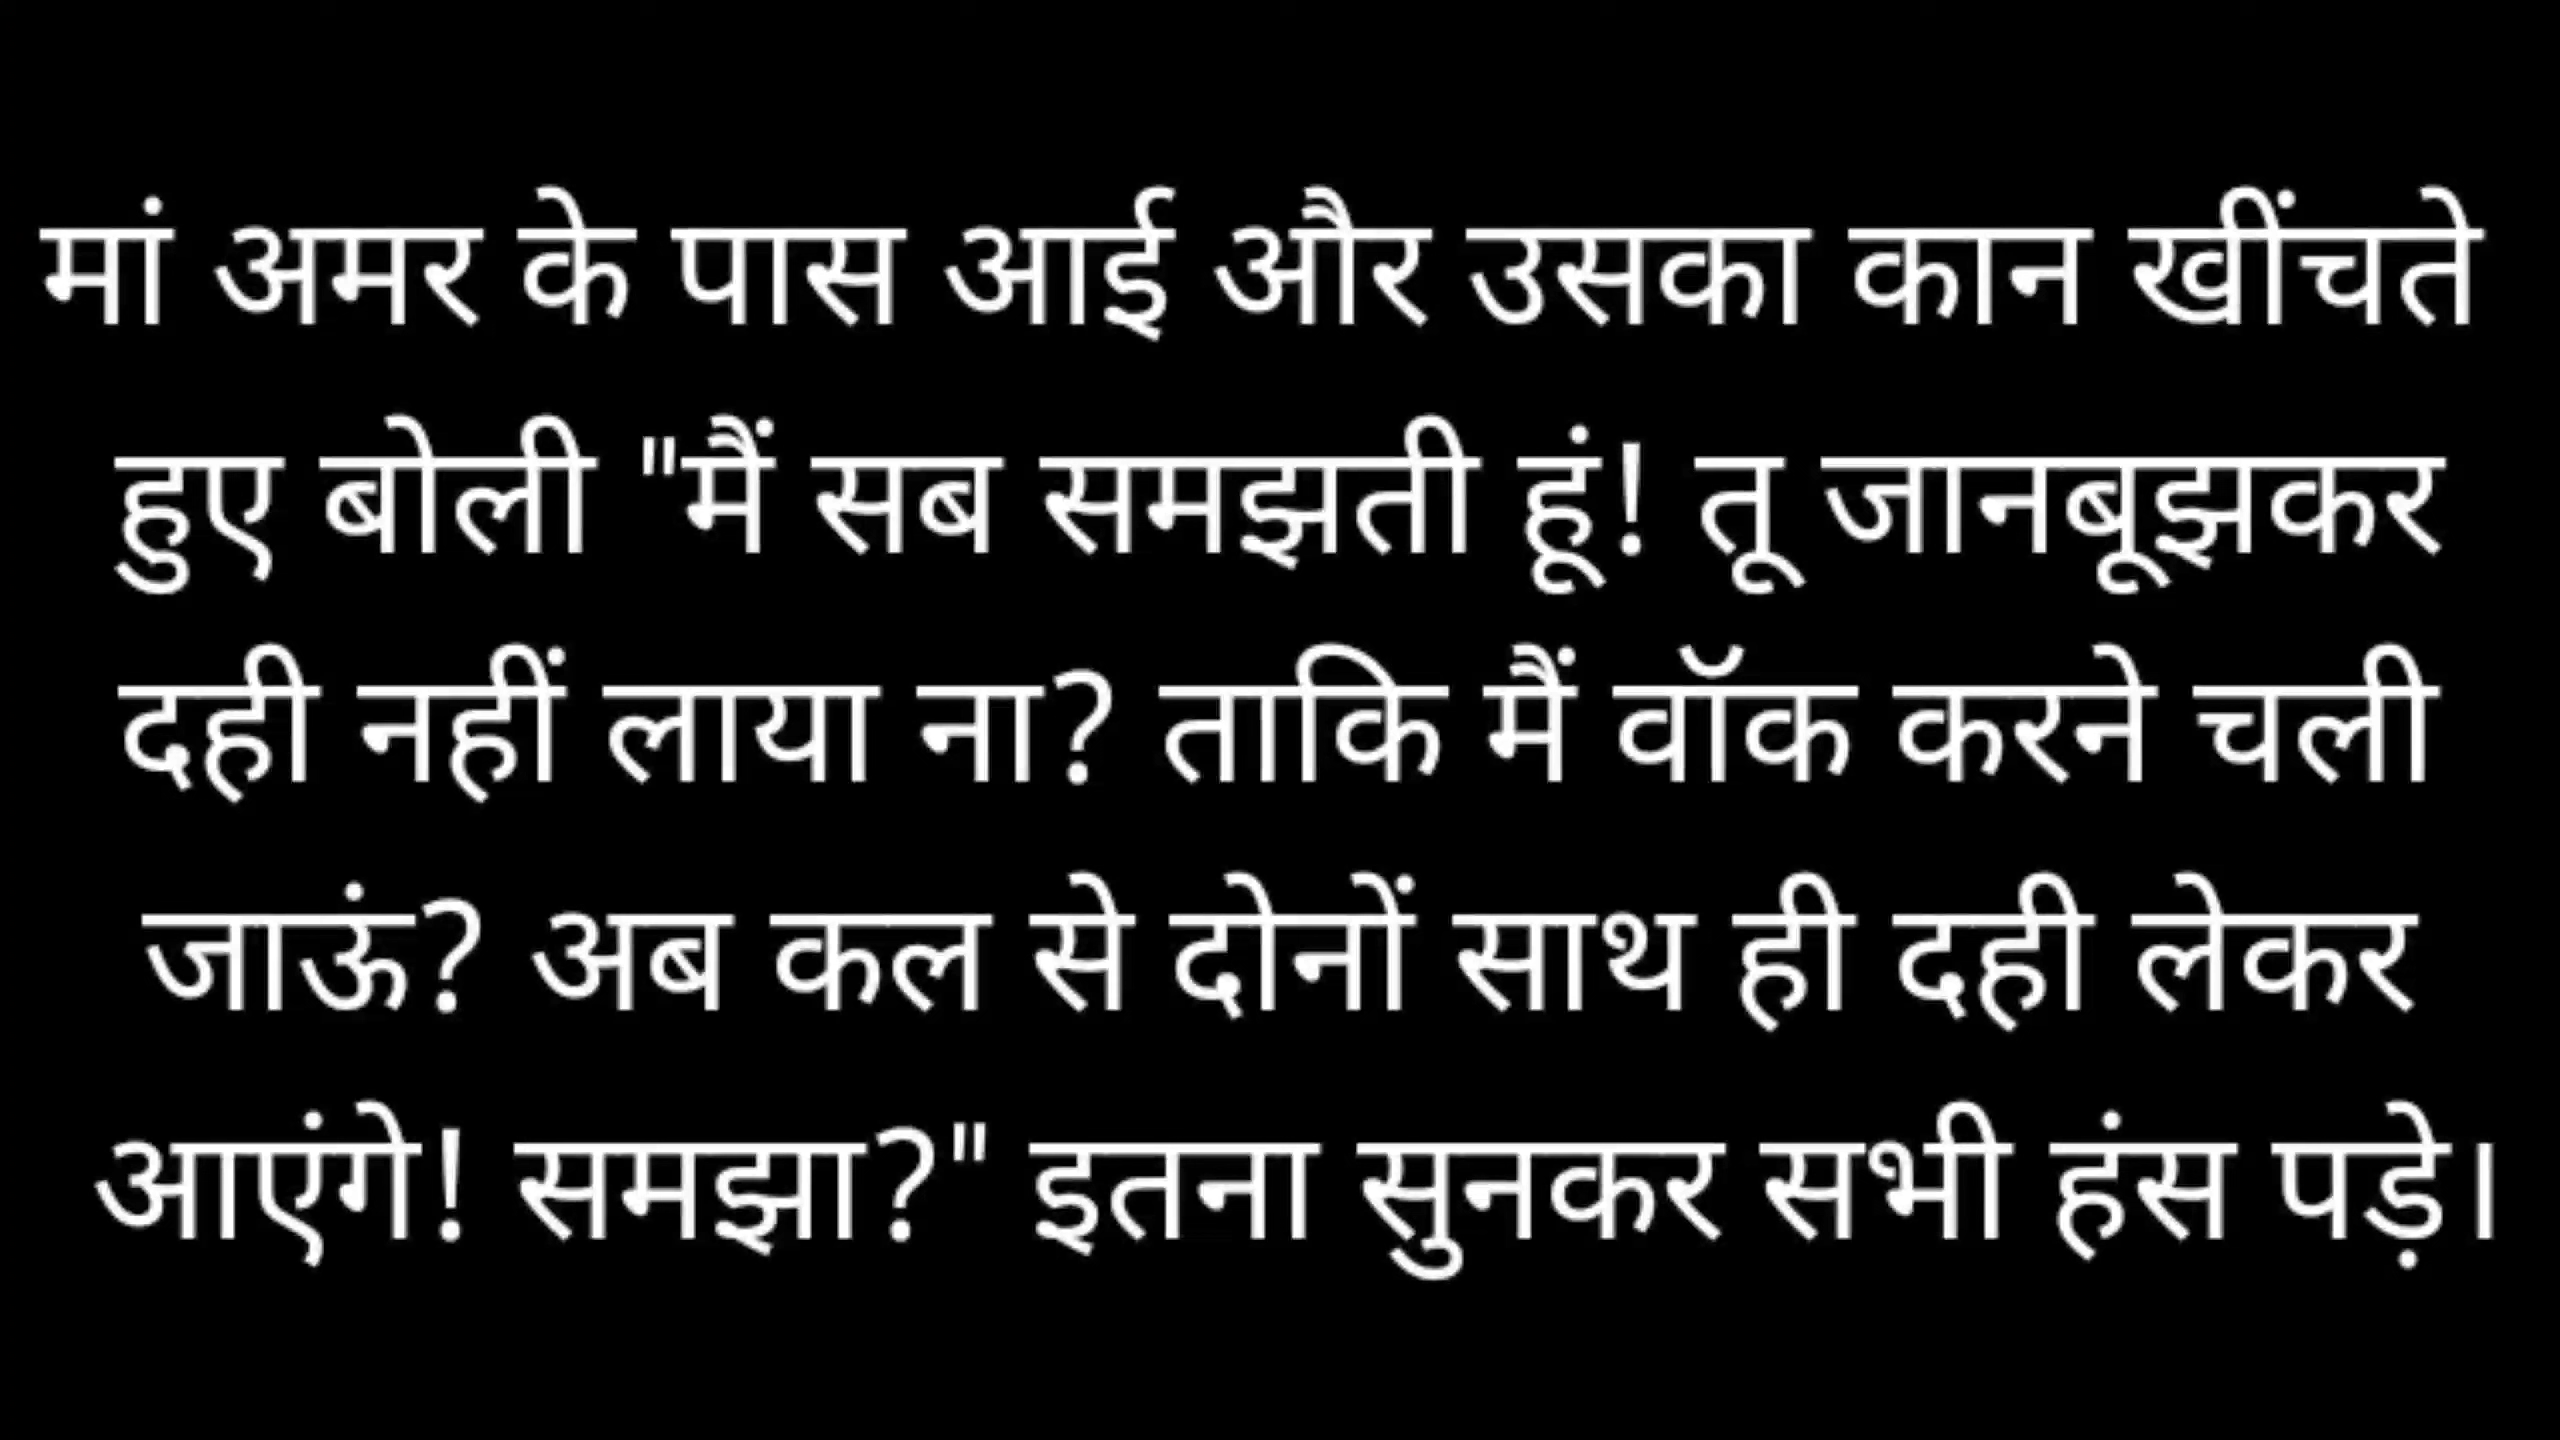 मां अमर के पास आई और उसका कान खींचते
हुए बोली "मैं सब समझती हूं! तू जानबूझकर
दही नहीं लाया ना? ताकि मैं वॉक करने चली
जाऊं? अब कल से दोनों साथ ही दही लेकर
आएंगे! समझा?" इतना सुनकर सभी हंस पड़े।